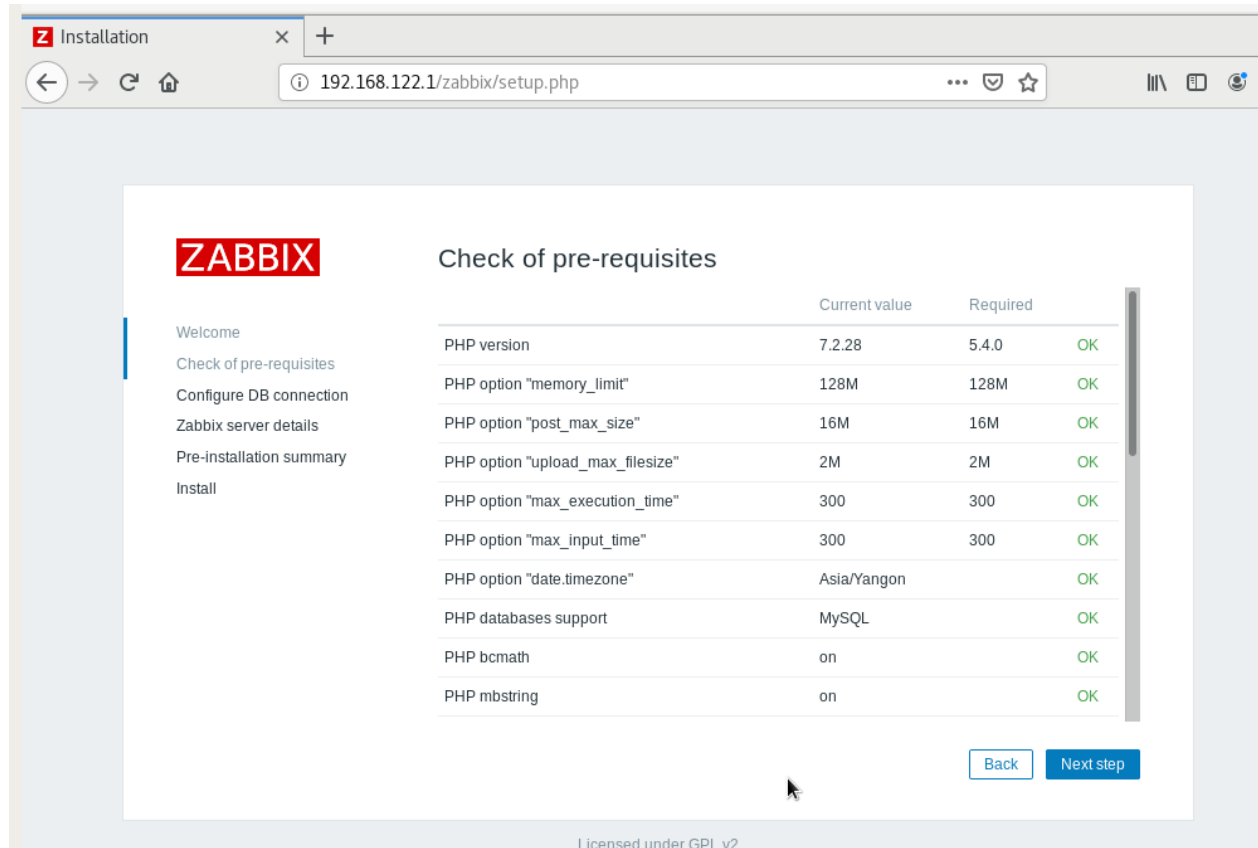 Z Installation
192.168.122.1/zabbix/setup.php
ZABBIX
Welcome
Check of pre-requisites
Configure DB connection
Zabbix server details
Pre-installation summary
Install
Check of pre-requisites
Current value Required
PHP version 7.2.28 5.4.0 OK
PHP option "memory_limit" 128M 128M OK
PHP option "post_max_size" 16M 16M OK
PHP option "upload_max_filesize" 2M 2M OK
PHP option "max_execution_time" 300 300 OK
PHP option "max_input_time" 300 300 OK
PHP option "date.timezone" Asia/Yangon OK
PHP databases support MySQL OK
PHP bcmath on OK
PHP mbstring on OK
Back Next step
Licensed under GPL v2